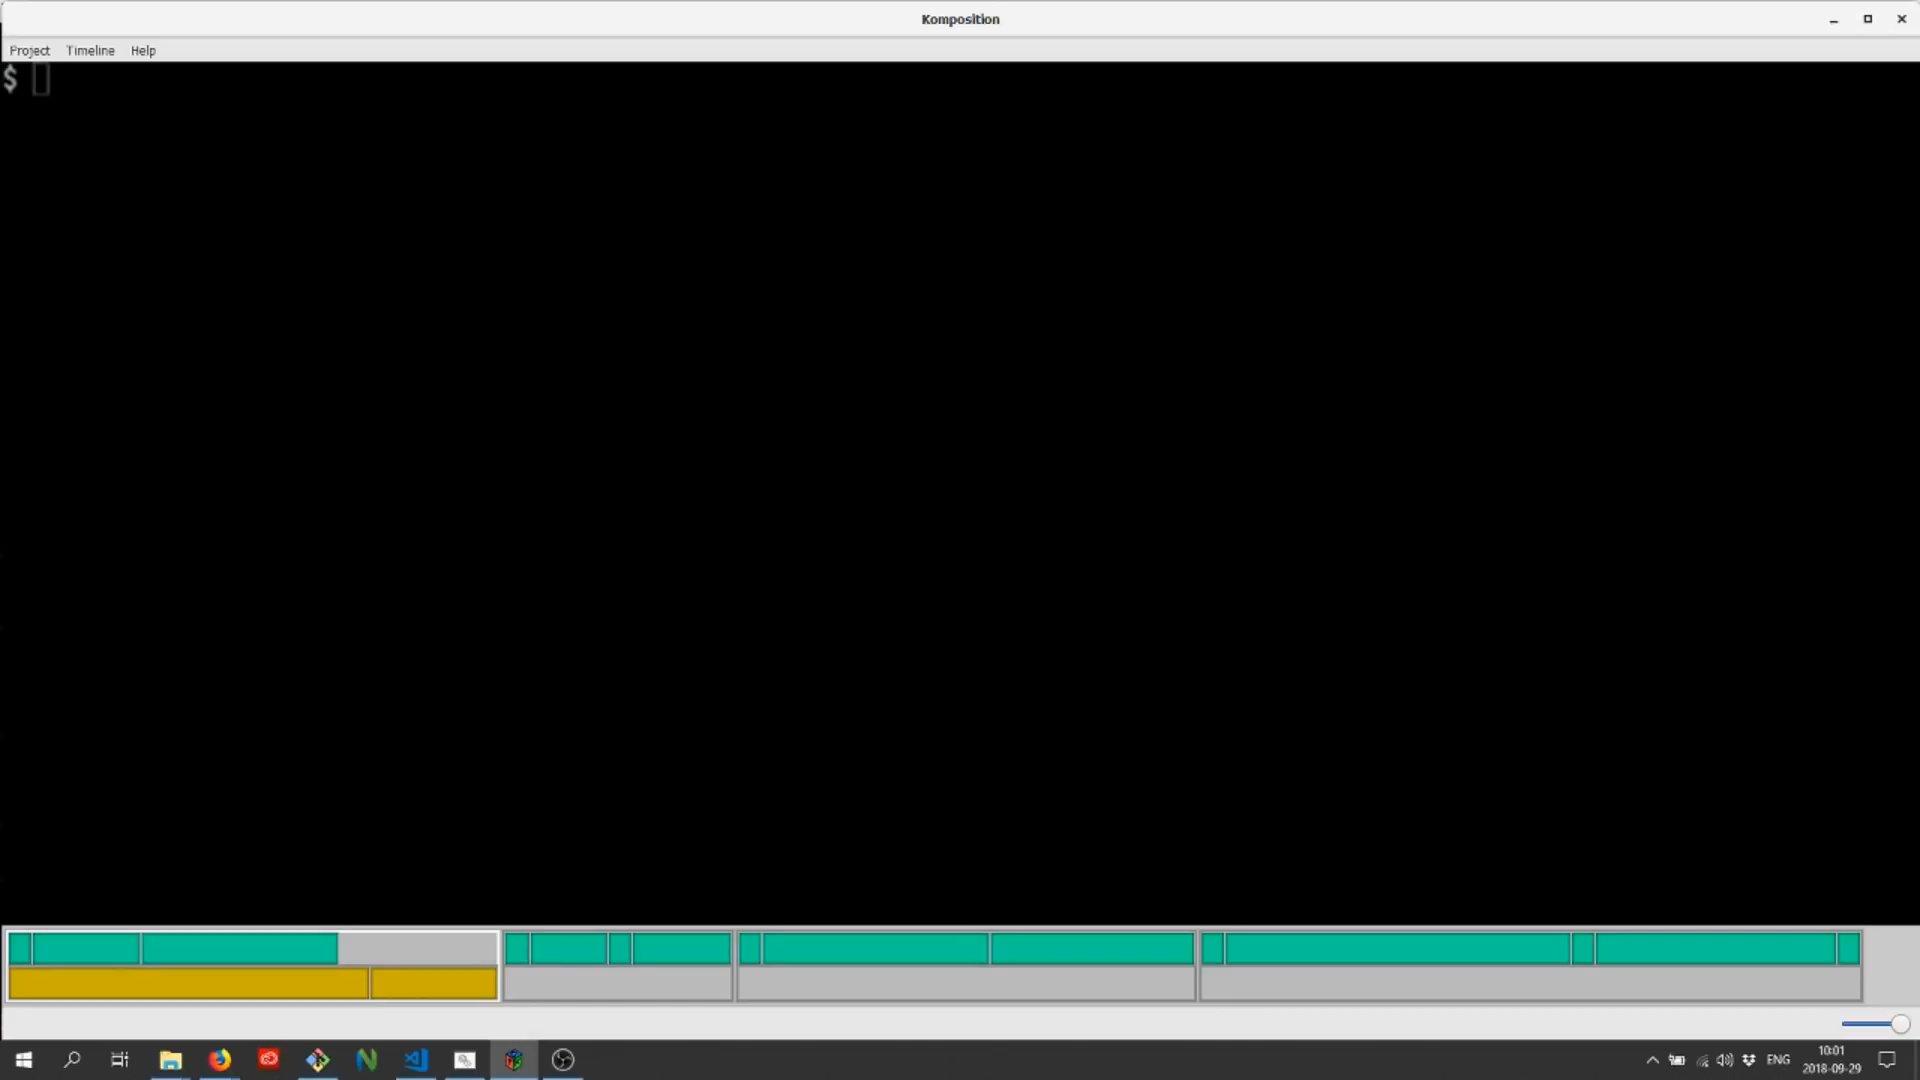 Komposition
Project Timeline Help
$
ENG
10:01
2018-09-29